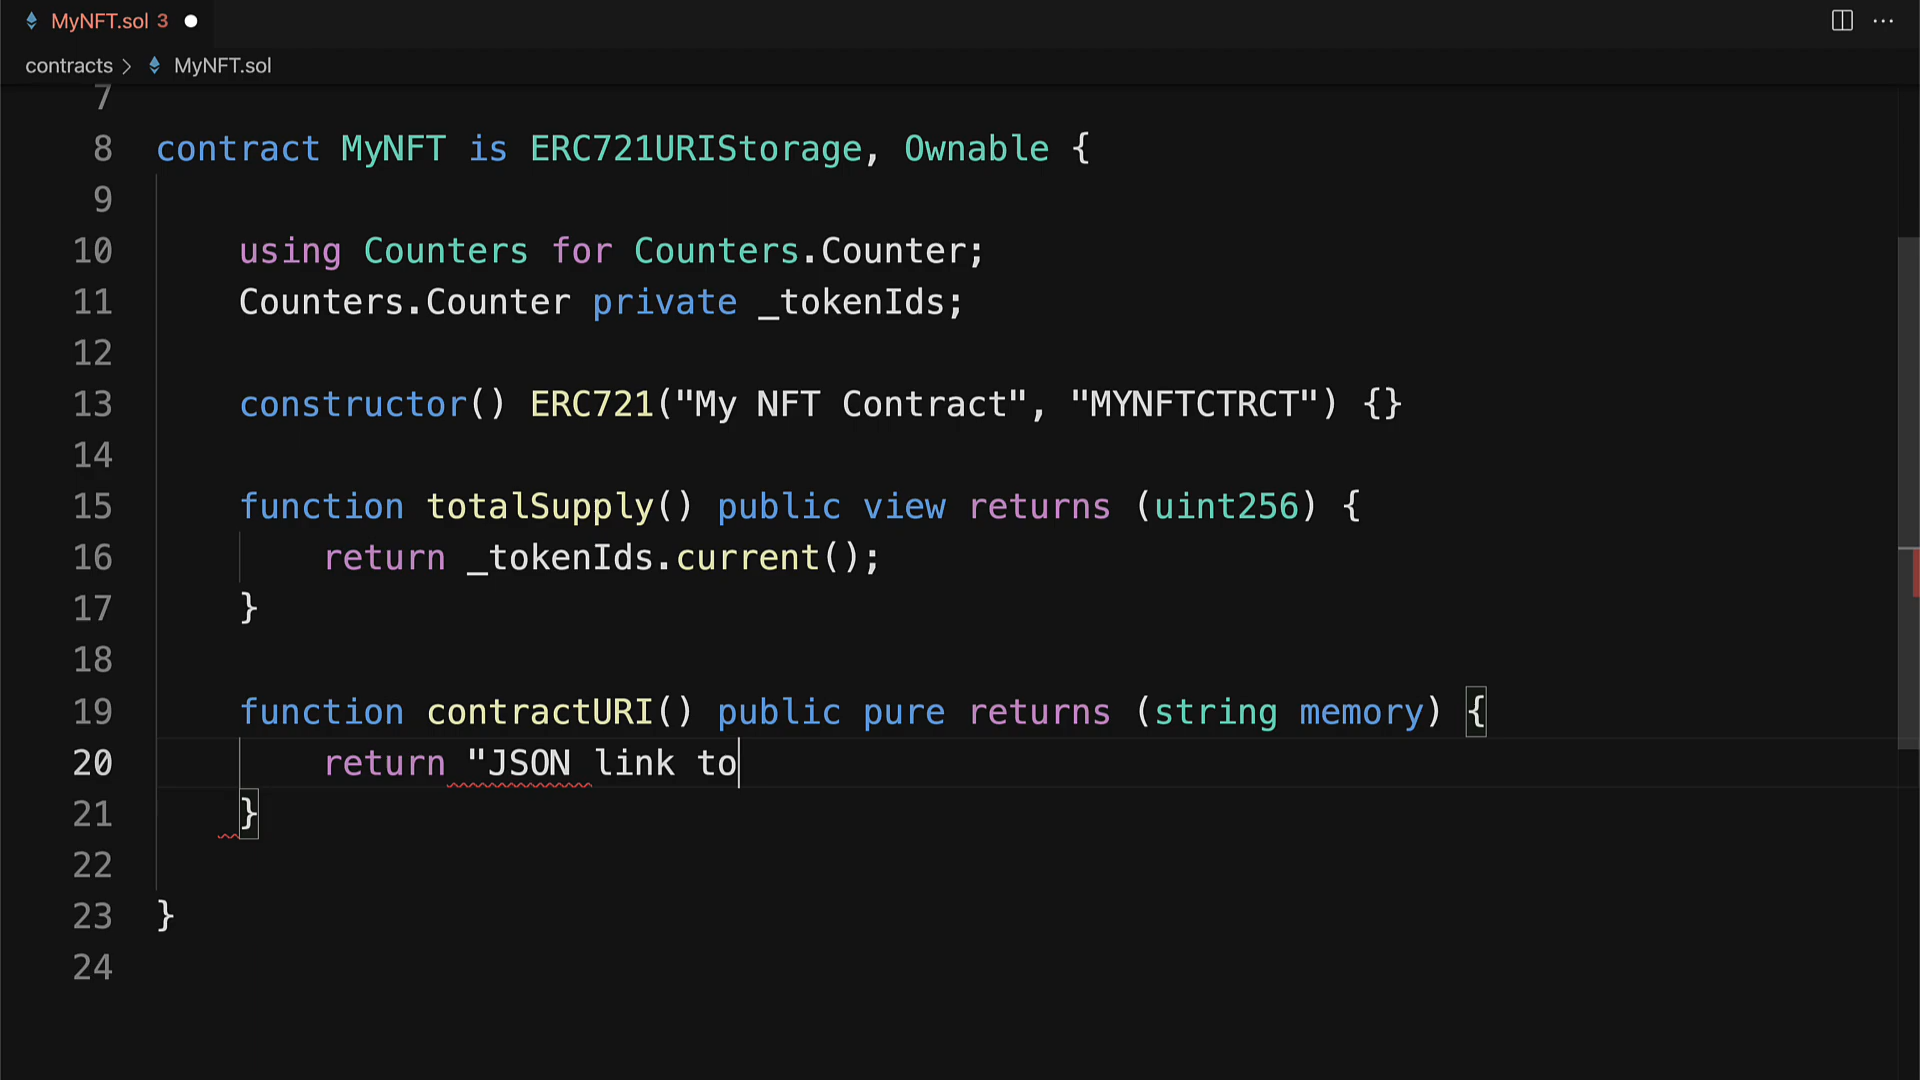 MyNFT.sol 3
contracts > MyNFT.sol
7
8 contract MyNFT is ERC721URIStorage, Ownable {
9
10 using Counters for Counters.Counter;
11 Counters.Counter private _tokenIds;
12
13 constructor() ERC721("My NFT Contract", "MYNFTCTRCT") {}
14
15 function totalSupply() public view returns (uint256) {
16 return _tokenIds.current();
17 }
18
19 function contractURI() public pure returns (string memory) {
20 return "JSON link to
21 }
22
23 }
24